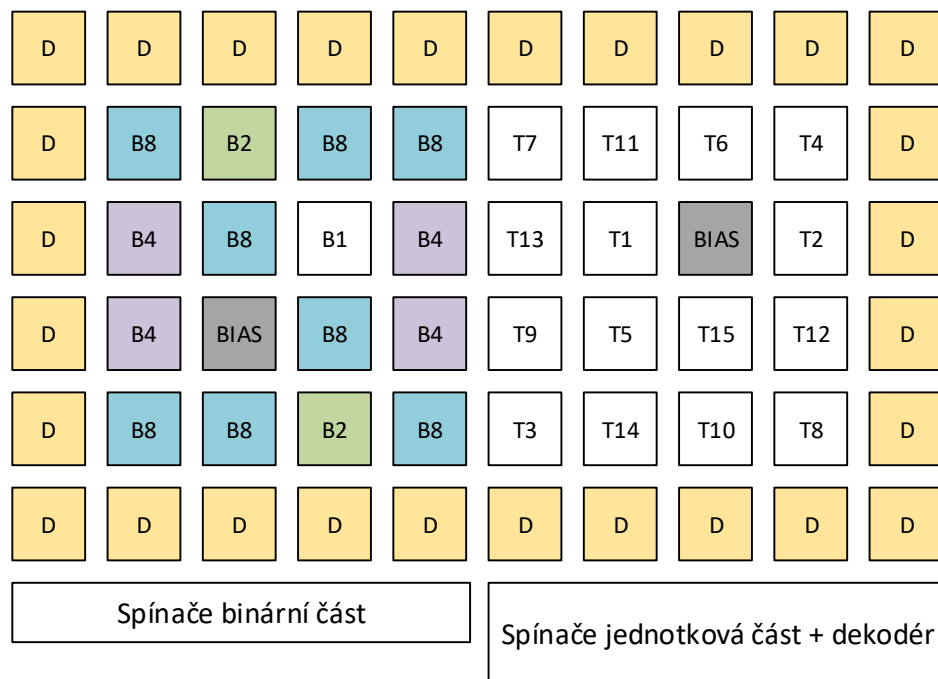 D D D D D D D D D D
D B8 B2 B8 B8 T7 T11 T6 T4 D
D B4 B8 B1 B4 T13 T1 BIAS T2 D
D B4 BIAS B8 B4 T9 T5 T15 T12 D
D B8 B8 B2 B8 T3 T14 T10 T8 D
D D D D D D D D D D
Spínače binární část
Spínače jednotková část + dekodér